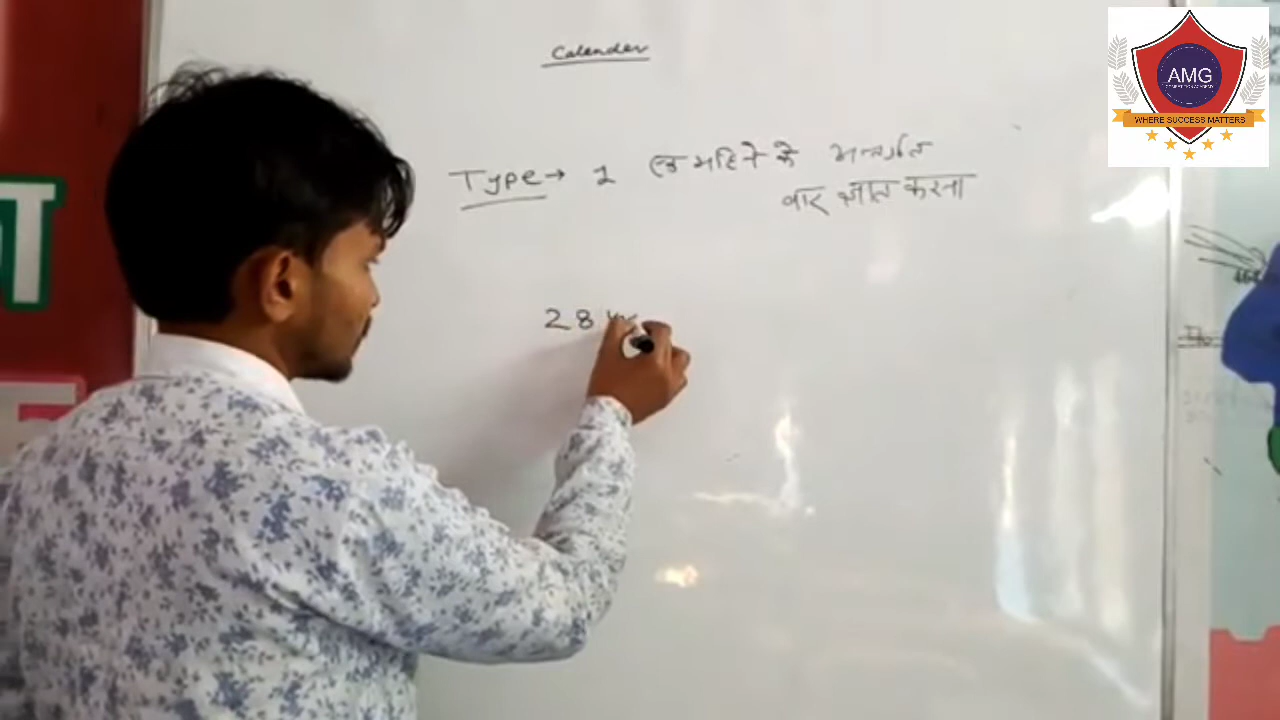 Calender
Type → 1 एक महिने के अन्तर्गत
वार ज्ञात करना
28
AMG
WHERE SUCCESS MATTERS